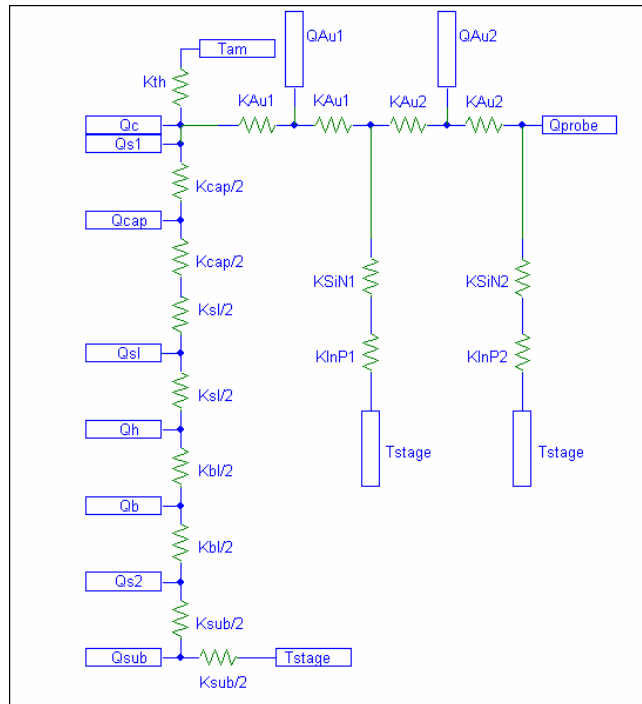 QAu1
QAu2
Tam
Kth
KAu1
KAu1
KAu2
KAu2
Qc
Qprobe
Qs1
Kcap/2
Qcap
Kcap/2
KSiN1
KSiN2
Ksl/2
Qsl
KInP1
KInP2
Ksl/2
Qh
Tstage
Tstage
Kbl/2
Qb
Kbl/2
Qs2
Ksub/2
Qsub
Tstage
Ksub/2